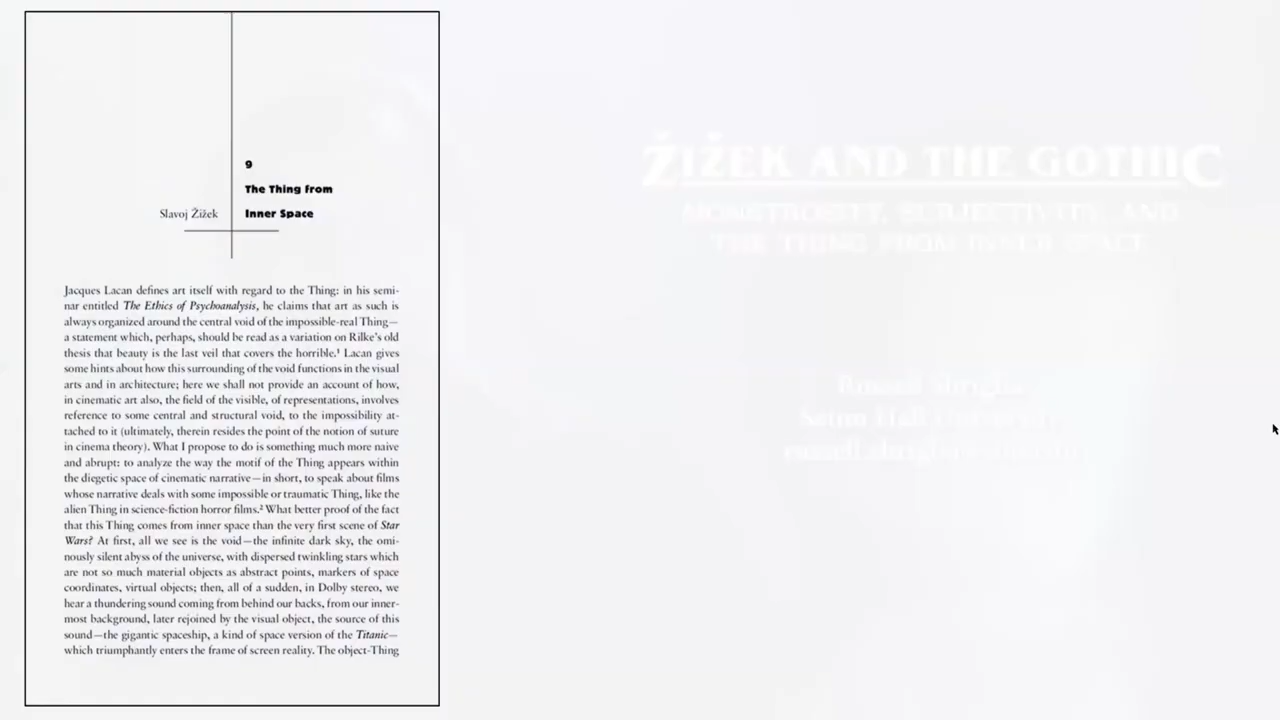 9
The Thing from
Slavoj Žižek Inner Space
Jacques Lacan defines art itself with regard to the Thing: in his semi-
nar entitled The Ethics of Psychoanalysis, he claims that art as such is
always organized around the central void of the impossible-real Thing—
a statement which, perhaps, should be read as a variation on Rilke's old
thesis that beauty is the last veil that covers the horrible.¹ Lacan gives
some hints about how this surrounding of the void functions in the visual
arts and in architecture; here we shall not provide an account of how,
in cinematic art also, the field of the visible, of representations, involves
reference to some central and structural void, to the impossibility at-
tached to it (ultimately, therein resides the point of the notion of suture
in cinema theory). What I propose to do is something much more naive
and abrupt: to analyze the way the motif of the Thing appears within
the diegetic space of cinematic narrative—in short, to speak about films
whose narrative deals with some impossible or traumatic Thing, like the
alien Thing in science-fiction horror films.² What better proof of the fact
that this Thing comes from inner space than the very first scene of Star
Wars? At first, all we see is the void—the infinite dark sky, the omi-
nously silent abyss of the universe, with dispersed twinkling stars which
are not so much material objects as abstract points, markers of space
coordinates, virtual objects; then, all of a sudden, in Dolby stereo, we
hear a thundering sound coming from behind our backs, from our inner-
most background, later rejoined by the visual object, the source of this
sound—the gigantic spaceship, a kind of space version of the Titanic—
which triumphantly enters the frame of screen reality. The object-Thing
ŽIŽEK AND THE GOTHIC
MONSTROSITY, SUBJECTIVITY, AND
THE THING FROM INNER SPACE
Russell Sbriglia
Seton Hall University